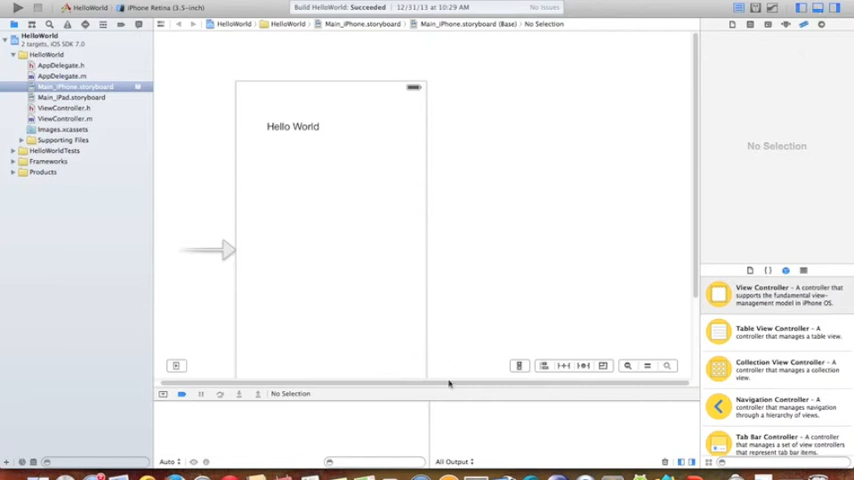 HelloWorld
iPhone Retina (3.5-inch)
Build HelloWorld: Succeeded
12/31/13 at 10:29 AM
No Issues
HelloWorld
HelloWorld
Main_iPhone.storyboard
Main_iPhone.storyboard (Base)
No Selection
HelloWorld
2 targets, iOS SDK 7.0
HelloWorld
AppDelegate.h
AppDelegate.m
Main_iPhone.storyboard
M
Main_iPad.storyboard
ViewController.h
ViewController.m
Images.xcassets
Supporting Files
HelloWorldTests
Frameworks
Products
Hello World
No Selection
No Selection
View Controller - A
controller that supports the
fundamental view-
management model in iPhone OS.
Table View Controller - A
controller that manages a table view.
Collection View Controller - A
controller that manages a collection
view.
Navigation Controller - A
controller that manages navigation
through a hierarchy of views.
Tab Bar Controller - A
controller that manages a set of view controllers
that represent tab bar items.
Auto
All Output